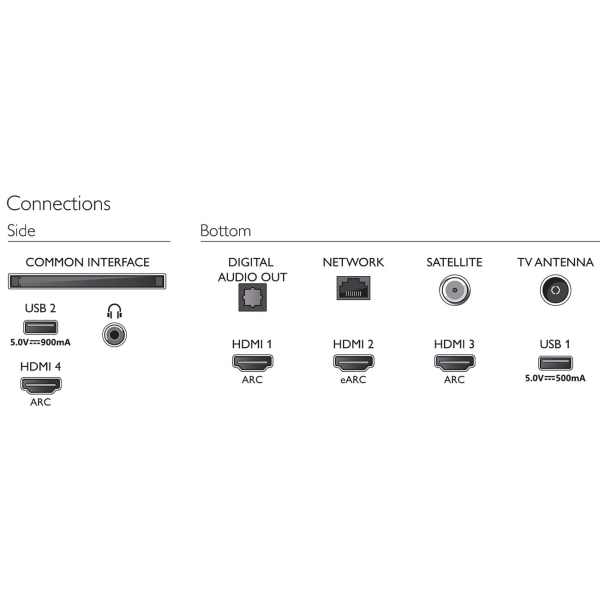 Connections
Side
COMMON INTERFACE
USB 2
5.0V⎓900mA
HDMI 4
ARC
Bottom
DIGITAL
AUDIO OUT
NETWORK
SATELLITE
TV ANTENNA
HDMI 1
ARC
HDMI 2
eARC
HDMI 3
ARC
USB 1
5.0V⎓500mA